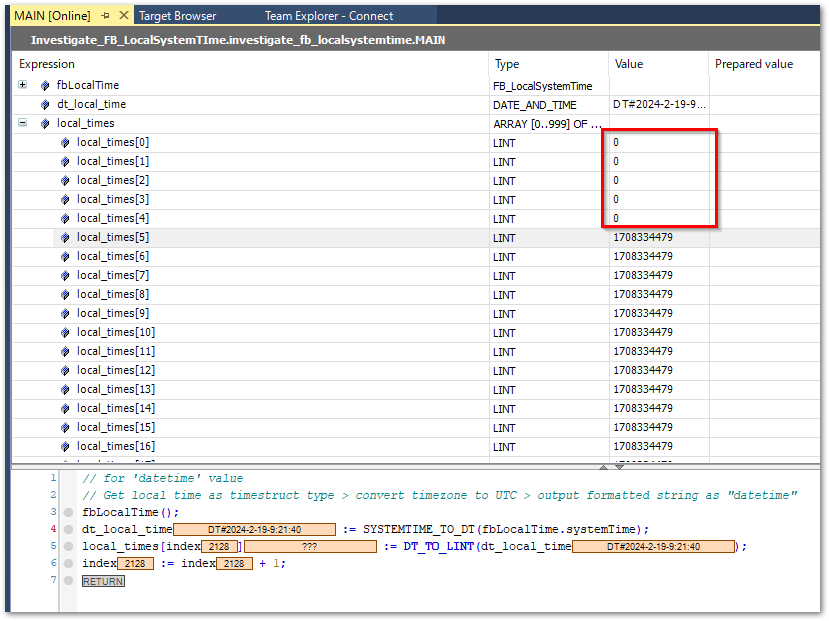 MAIN [Online] Target Browser Team Explorer - Connect
Investigate_FB_LocalSystemTIme.investigate_fb_localsystemtime.MAIN
Expression Type Value Prepared value
fbLocalTime FB_LocalSystemTime
dt_local_time DATE_AND_TIME DT#2024-2-19-9...
local_times ARRAY [0..999] OF ...
local_times[0] LINT 0
local_times[1] LINT 0
local_times[2] LINT 0
local_times[3] LINT 0
local_times[4] LINT 0
local_times[5] LINT 1708334479
local_times[6] LINT 1708334479
local_times[7] LINT 1708334479
local_times[8] LINT 1708334479
local_times[9] LINT 1708334479
local_times[10] LINT 1708334479
local_times[11] LINT 1708334479
local_times[12] LINT 1708334479
local_times[13] LINT 1708334479
local_times[14] LINT 1708334479
local_times[15] LINT 1708334479
local_times[16] LINT 1708334479
1 // for 'datetime' value
2 // Get local time as timestruct type > convert timezone to UTC > output formatted string as "datetime"
3 fbLocalTime();
4 dt_local_time DT#2024-2-19-9:21:40 := SYSTEMTIME_TO_DT(fbLocalTime.systemTime);
5 local_times[index 2128 ] ??? := DT_TO_LINT(dt_local_time DT#2024-2-19-9:21:40 );
6 index 2128 := index 2128 + 1;
7 RETURN